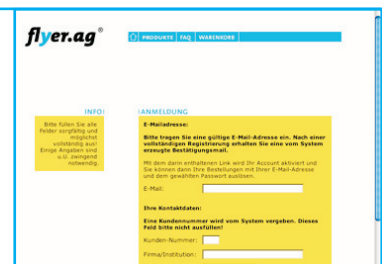 flyer.ag®
PRODUKTE | FAQ | WARENKORB
INFO
Bitte füllen Sie alle
Felder sorgfältig und
möglichst
vollständig aus!
Einige Angaben sind
u.U. zwingend
notwendig.
ANMELDUNG
E-Mailadresse:
Bitte tragen Sie eine gültige E-Mail-Adresse ein. Nach einer
vollständigen Registrierung erhalten Sie eine vom System
erzeugte Bestätigungsmail.
Mit dem darin enthaltenen Link wird Ihr Account aktiviert und
Sie können dann Ihre Bestellungen mit Ihrer E-Mail-Adresse
und dem gewählten Passwort auslösen.
E-Mail:
Ihre Kontaktdaten:
Eine Kundennummer wird vom System vergeben. Dieses
Feld bitte nicht ausfüllen!
Kunden-Nummer:
Firma/Institution: